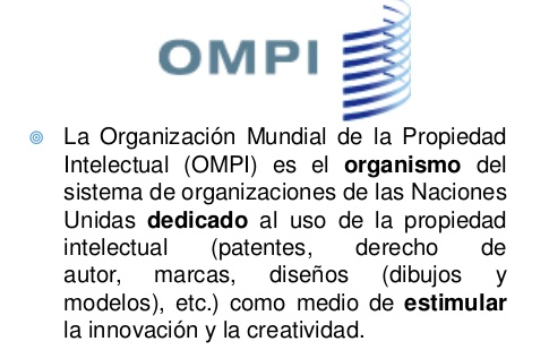 OMPI
La Organización Mundial de la Propiedad
Intelectual (OMPI) es el organismo del
sistema de organizaciones de las Naciones
Unidas dedicado al uso de la propiedad
intelectual (patentes, derecho de
autor, marcas, diseños (dibujos y
modelos), etc.) como medio de estimular
la innovación y la creatividad.